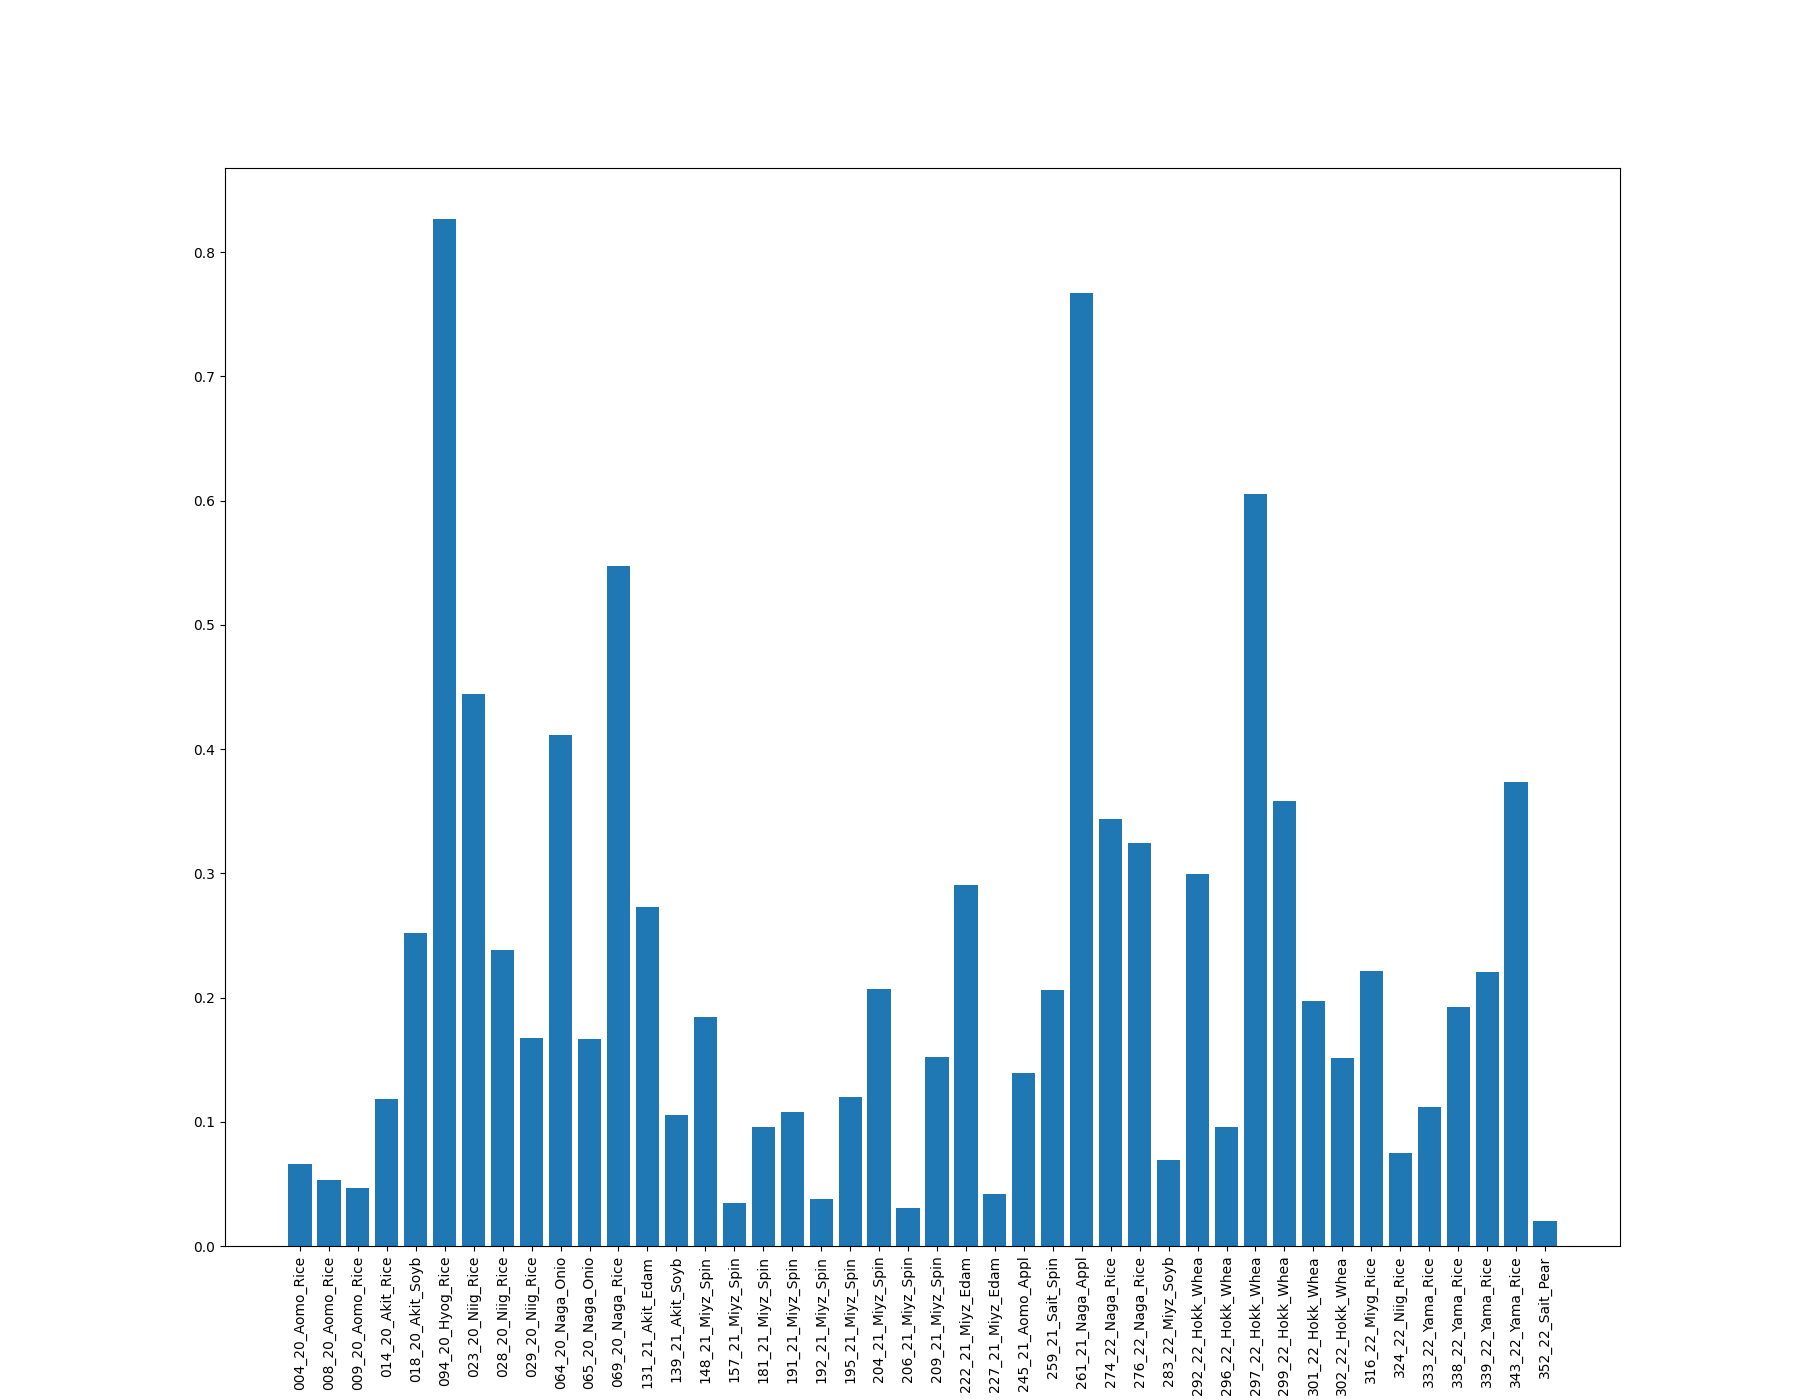 0.8
0.7
0.6
0.5
0.4
0.3
0.2
0.1
0.0
004_20_Aomo_Rice
008_20_Aomo_Rice
009_20_Aomo_Rice
014_20_Akit_Rice
018_20_Akit_Soyb
094_20_Hyog_Rice
023_20_Niig_Rice
028_20_Niig_Rice
029_20_Niig_Rice
064_20_Naga_Onio
065_20_Naga_Onio
069_20_Naga_Rice
131_21_Akit_Edam
139_21_Akit_Soyb
148_21_Miyz_Spin
157_21_Miyz_Spin
181_21_Miyz_Spin
191_21_Miyz_Spin
192_21_Miyz_Spin
195_21_Miyz_Spin
204_21_Miyz_Spin
206_21_Miyz_Spin
209_21_Miyz_Spin
222_21_Miyz_Edam
227_21_Miyz_Edam
245_21_Aomo_Appl
259_21_Sait_Spin
261_21_Naga_Appl
274_22_Naga_Rice
276_22_Naga_Rice
283_22_Miyz_Soyb
292_22_Hokk_Whea
296_22_Hokk_Whea
297_22_Hokk_Whea
299_22_Hokk_Whea
301_22_Hokk_Whea
302_22_Hokk_Whea
316_22_Miyg_Rice
324_22_Niig_Rice
333_22_Yama_Rice
338_22_Yama_Rice
339_22_Yama_Rice
343_22_Yama_Rice
352_22_Sait_Pear